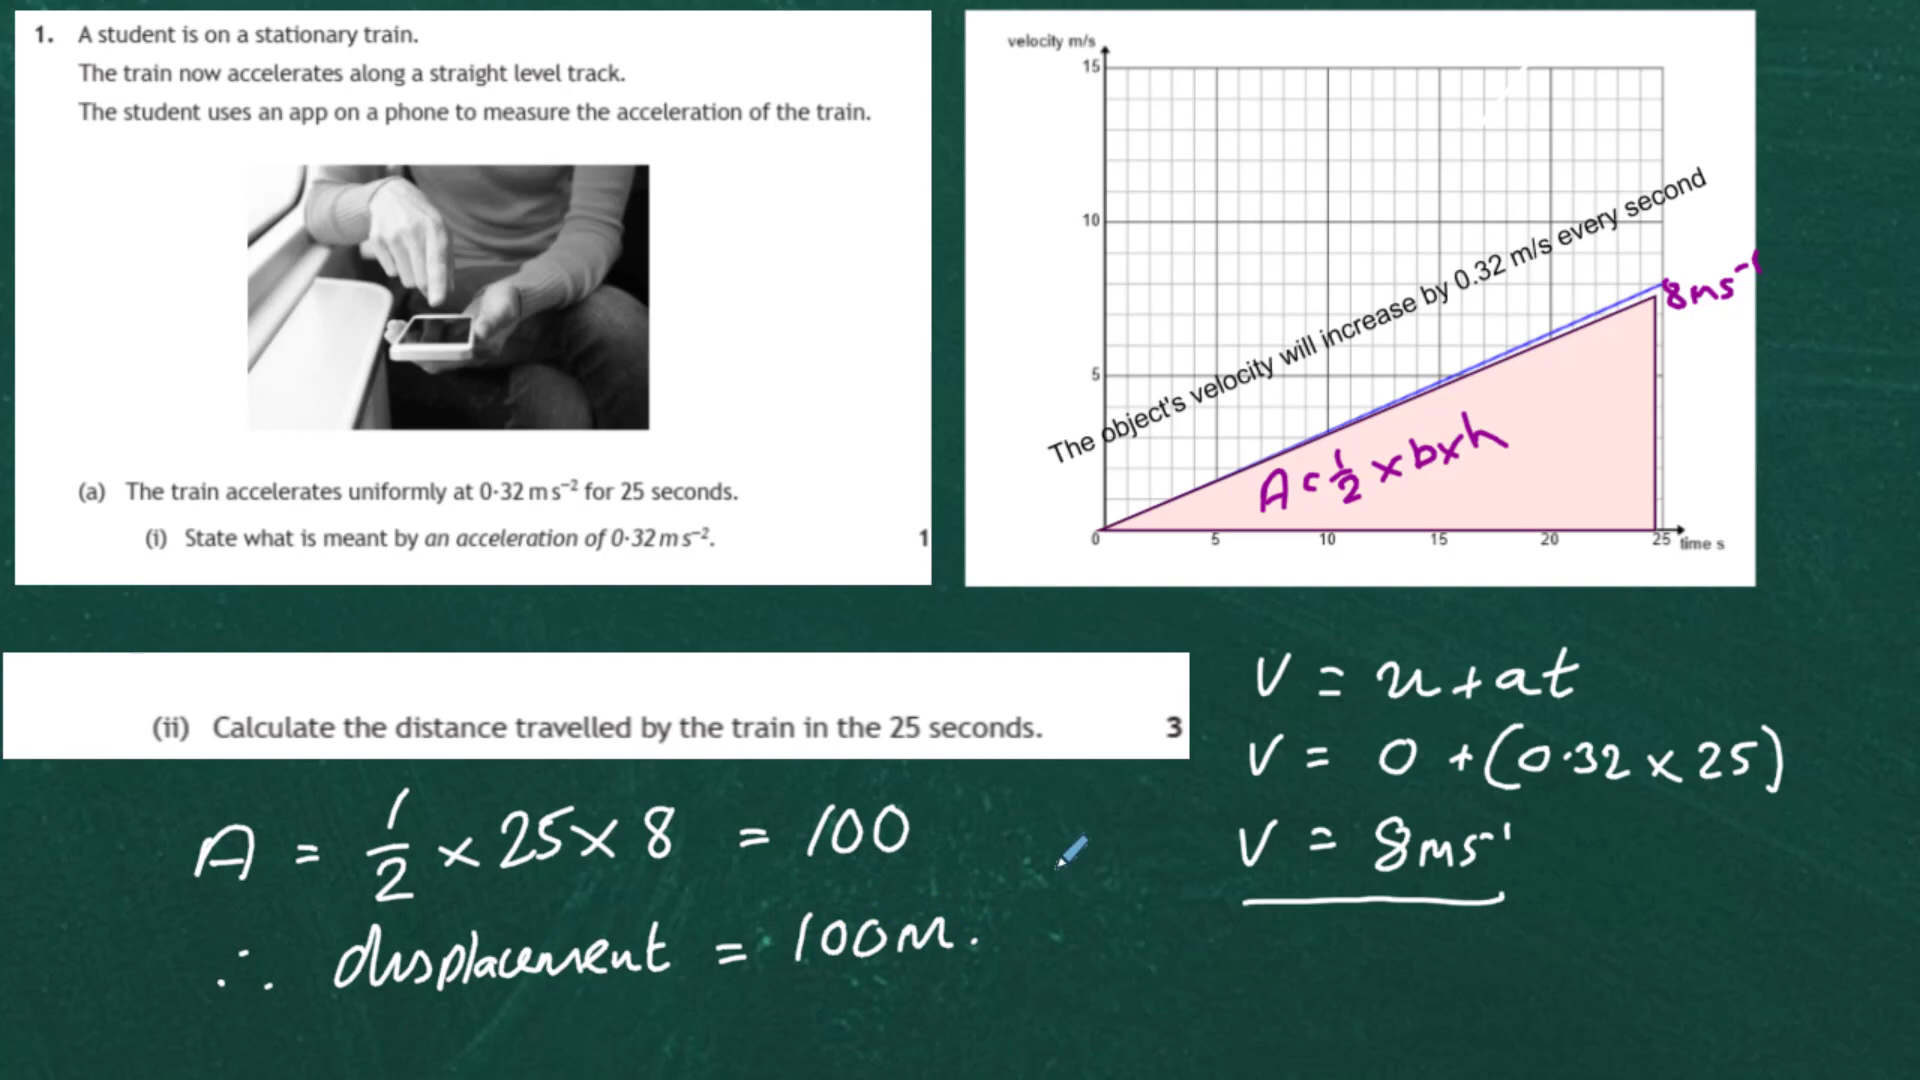 1. A student is on a stationary train.
The train now accelerates along a straight level track.
The student uses an app on a phone to measure the acceleration of the train.
(a) The train accelerates uniformly at 0·32 m s⁻² for 25 seconds.
(i) State what is meant by an acceleration of 0·32 m s⁻². 1
velocity m/s
15
10
5
0 5 10 15 20 25 time s
The object's velocity will increase by 0.32 m/s every second
8ms⁻¹
A = ½ × b × h
(ii) Calculate the distance travelled by the train in the 25 seconds. 3
A = ½ × 25 × 8 = 100
∴ displacement = 100m.
V = u + at
V = 0 + (0.32 × 25)
V = 8ms⁻¹